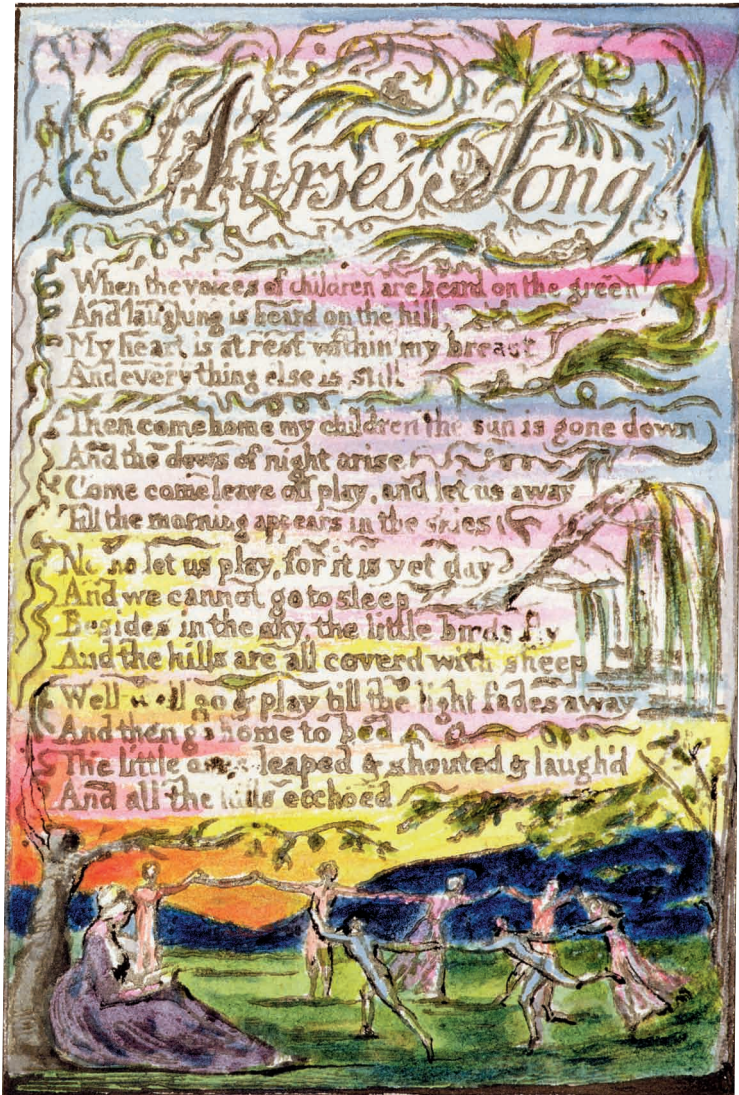 Nurse's Song
When the voices of children are heard on the green
And laughing is heard on the hill,
My heart is at rest within my breast
And every thing else is still
Then come home my children the sun is gone down
And the dews of night arise
Come come leave off play, and let us away
Till the morning appears in the skies
No no let us play, for it is yet day
And we cannot go to sleep
Besides in the sky, the little birds fly
And the hills are all coverd with sheep
Well well go & play till the light fades away
And then go home to bed
The little ones leaped & shouted & laugh'd
And all the hills ecchoed